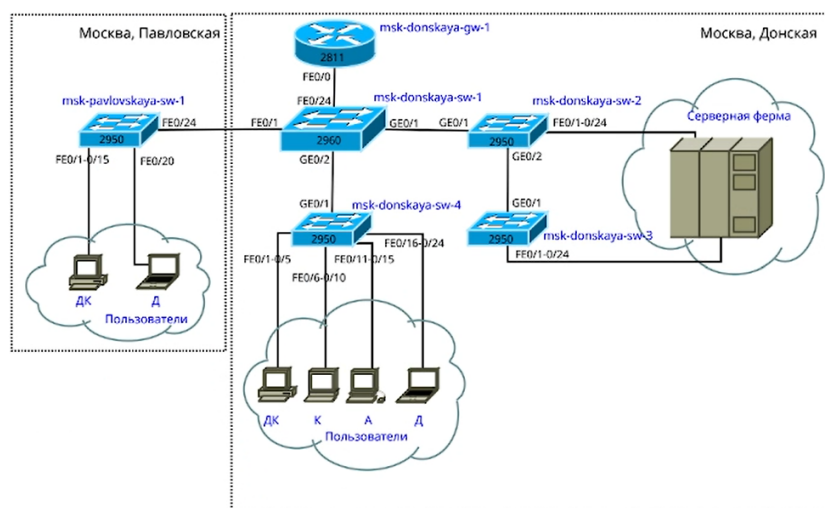 Москва, Павловская
Москва, Донская
msk-donskaya-gw-1
2811
FE0/0
FE0/24
msk-pavlovskaya-sw-1
2950
FE0/24
FE0/1-0/15
FE0/20
ДК
Д
Пользователи
FE0/1
msk-donskaya-sw-1
2960
GE0/1
GE0/2
GE0/1
msk-donskaya-sw-2
2950
FE0/1-0/24
GE0/2
Серверная ферма
GE0/1
msk-donskaya-sw-3
2950
FE0/1-0/24
GE0/1
msk-donskaya-sw-4
2950
FE0/1-0/5
FE0/6-0/10
FE0/11-0/15
FE0/16-0/24
ДК
К
А
Д
Пользователи